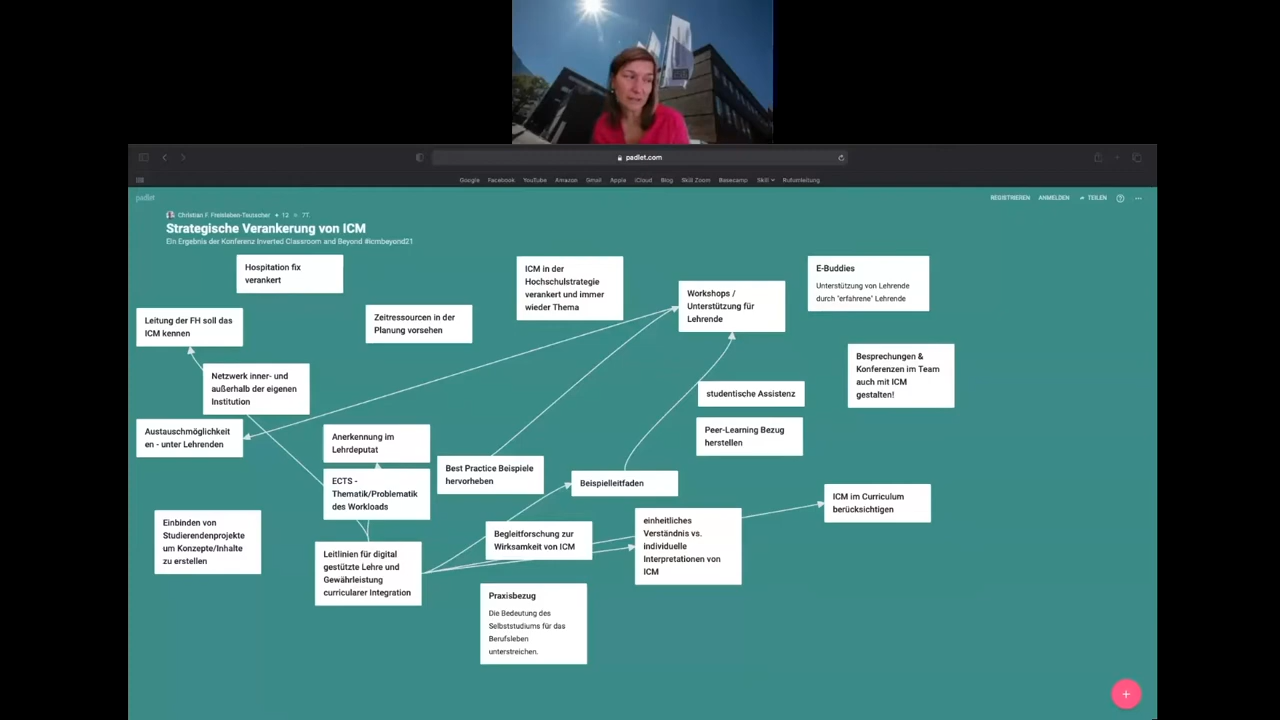 padlet.com
Google Facebook YouTube Amazon Gmail Apple iCloud Blog Skill Zoom Basecamp Skill Rufumleitung
padlet
REGISTRIEREN ANMELDEN TEILEN
Christian F. Freisleben-Teutscher + 12 7T.
Strategische Verankerung von ICM
Ein Ergebnis der Konferenz Inverted Classroom and Beyond #icmbeyond21
Hospitation fix
verankert
ICM in der
Hochschulstrategie
verankert und immer
wieder Thema
E-Buddies
Unterstützung von Lehrende
durch "erfahrene" Lehrende
Workshops /
Unterstützung für
Lehrende
Leitung der FH soll das
ICM kennen
Zeitressourcen in der
Planung vorsehen
Besprechungen &
Konferenzen im Team
auch mit ICM
gestalten!
Netzwerk inner- und
außerhalb der eigenen
Institution
studentische Assistenz
Austauschmöglichkeit
en - unter Lehrenden
Anerkennung im
Lehrdeputat
Peer-Learning Bezug
herstellen
Best Practice Beispiele
hervorheben
ECTS -
Thematik/Problematik
des Workloads
Beispielleitfaden
ICM im Curriculum
berücksichtigen
Einbinden von
Studierendenprojekte
um Konzepte/Inhalte
zu erstellen
einheitliches
Verständnis vs.
individuelle
Interpretationen von
ICM
Begleitforschung zur
Wirksamkeit von ICM
Leitlinien für digital
gestützte Lehre und
Gewährleistung
curricularer Integration
Praxisbezug
Die Bedeutung des
Selbststudiums für das
Berufsleben
unterstreichen.